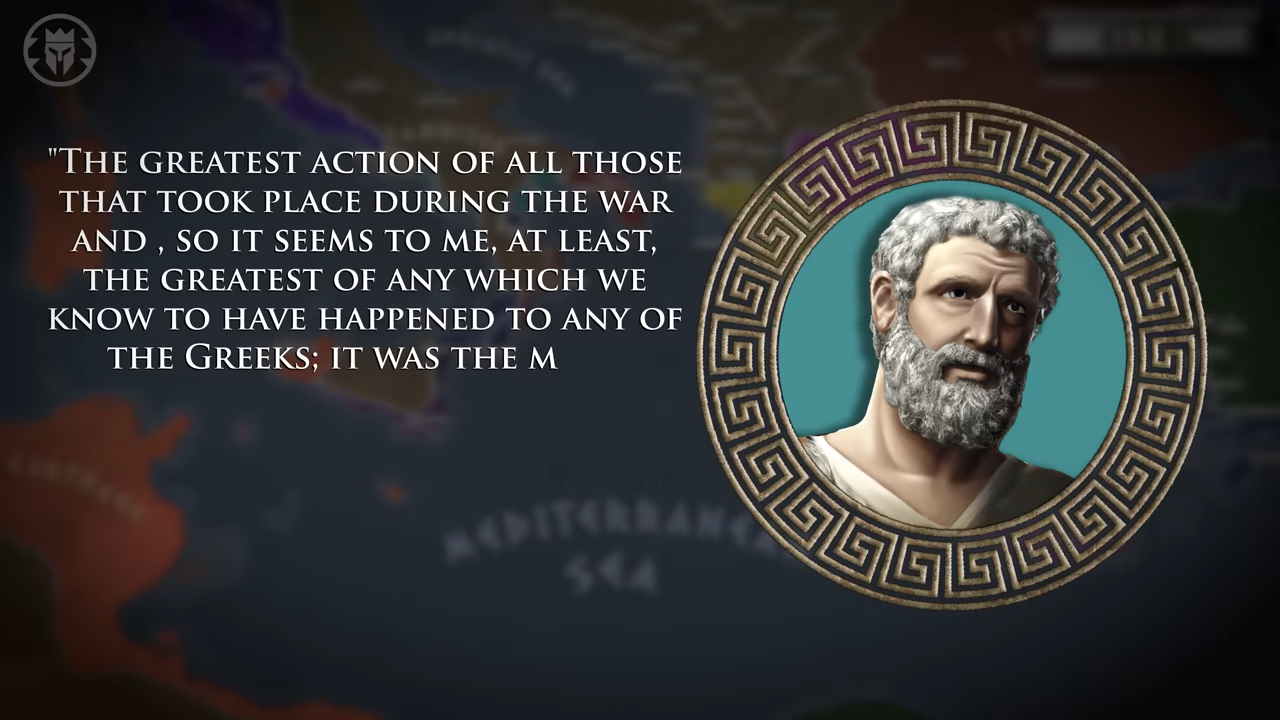 "The greatest action of all those
that took place during the war
and , so it seems to me, at least,
the greatest of any which we
know to have happened to any of
the Greeks; it was the m
MEDITERRANEAN
SEA